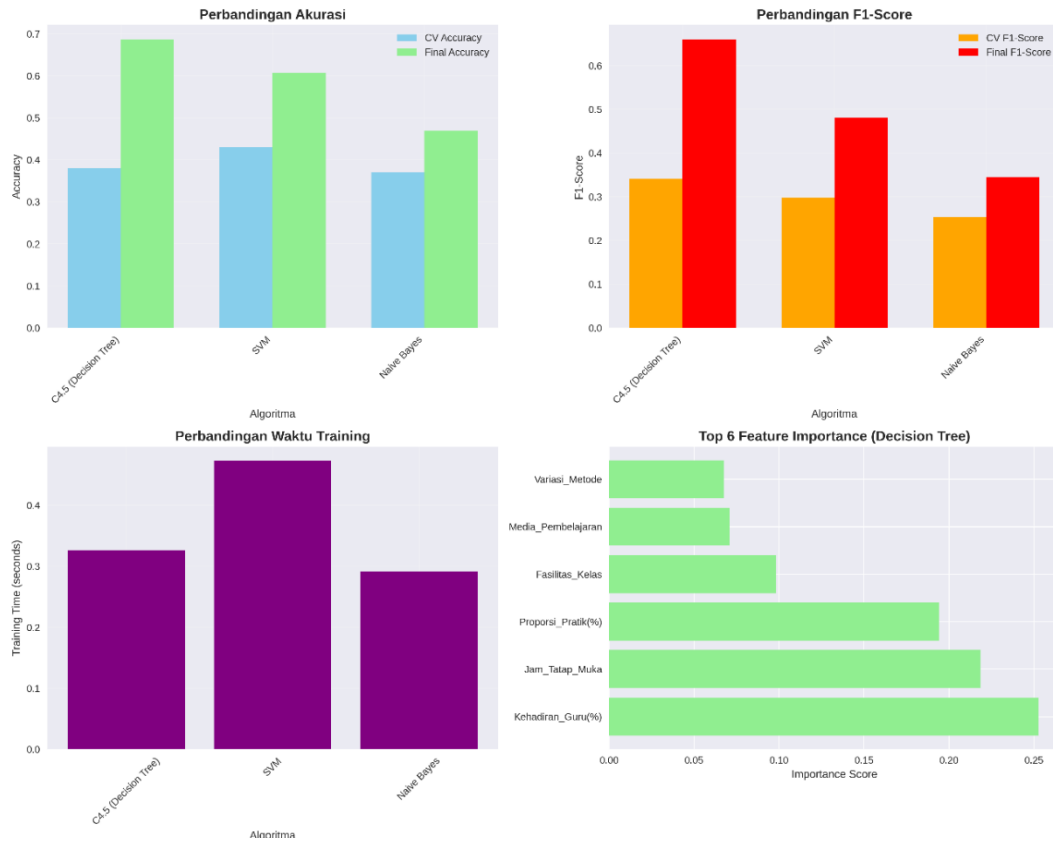 Perbandingan Akurasi
CV Accuracy
Final Accuracy
0.7
0.6
0.5
0.4
0.3
0.2
0.1
0.0
Accuracy
C4.5 (Decision Tree)
SVM
Naive Bayes
Algoritma
Perbandingan F1-Score
CV F1-Score
Final F1-Score
0.6
0.5
0.4
0.3
0.2
0.1
0.0
F1-Score
C4.5 (Decision Tree)
SVM
Naive Bayes
Algoritma
Perbandingan Waktu Training
0.4
0.3
0.2
0.1
0.0
Training Time (seconds)
C4.5 (Decision Tree)
SVM
Naive Bayes
Algoritma
Top 6 Feature Importance (Decision Tree)
Variasi_Metode
Media_Pembelajaran
Fasilitas_Kelas
Proporsi_Pratik(%)
Jam_Tatap_Muka
Kehadiran_Guru(%)
0.00 0.05 0.10 0.15 0.20 0.25
Importance Score